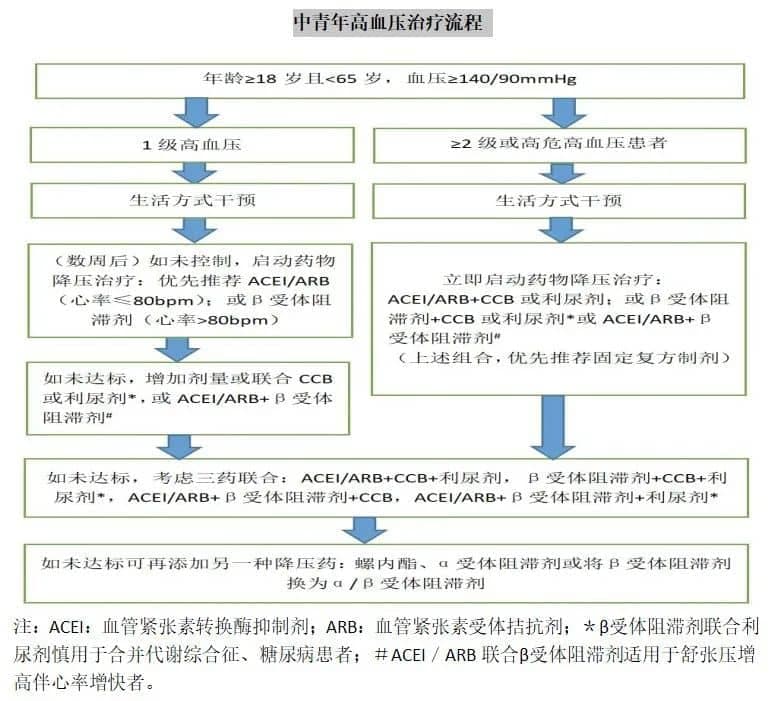 中青年高血压治疗流程
年龄≥18 岁且<65 岁，血压≥140/90mmHg
1 级高血压
≥2 级或高危高血压患者
生活方式干预
生活方式干预
（数周后）如未控制，启动药物
降压治疗：优先推荐 ACEI/ARB
（心率≤80bpm）；或β受体阻
滞剂（心率>80bpm）
立即启动药物降压治疗：
ACEI/ARB+CCB 或利尿剂；或β受体阻
滞剂+CCB 或利尿剂*或 ACEI/ARB+β
受体阻滞剂#
（上述组合，优先推荐固定复方制剂）
如未达标，增加剂量或联合 CCB
或利尿剂*，或 ACEI/ARB+β受体
阻滞剂#
如未达标，考虑三药联合：ACEI/ARB+CCB+利尿剂，β受体阻滞剂+CCB+利
尿剂*，ACEI/ARB+β受体阻滞剂+CCB，ACEI/ARB+β受体阻滞剂+利尿剂*
如未达标可再添加另一种降压药：螺内酯、α受体阻滞剂或将β受体阻滞剂
换为α/β受体阻滞剂
注：ACEI：血管紧张素转换酶抑制剂；ARB：血管紧张素受体拮抗剂；＊β受体阻滞剂联合利
尿剂慎用于合并代谢综合征、糖尿病患者；＃ACEI／ARB 联合β受体阻滞剂适用于舒张压增
高伴心率增快者。